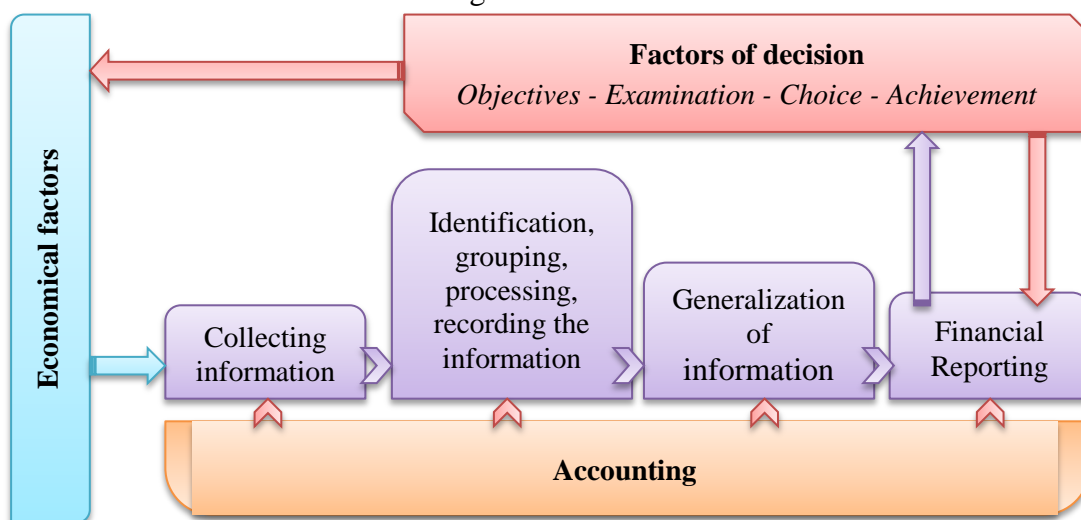 Factors of decision
Objectives - Examination - Choice - Achievement
Economical factors
Collecting
information
Identification,
grouping,
processing,
recording the
information
Generalization
of
information
Financial
Reporting
Accounting